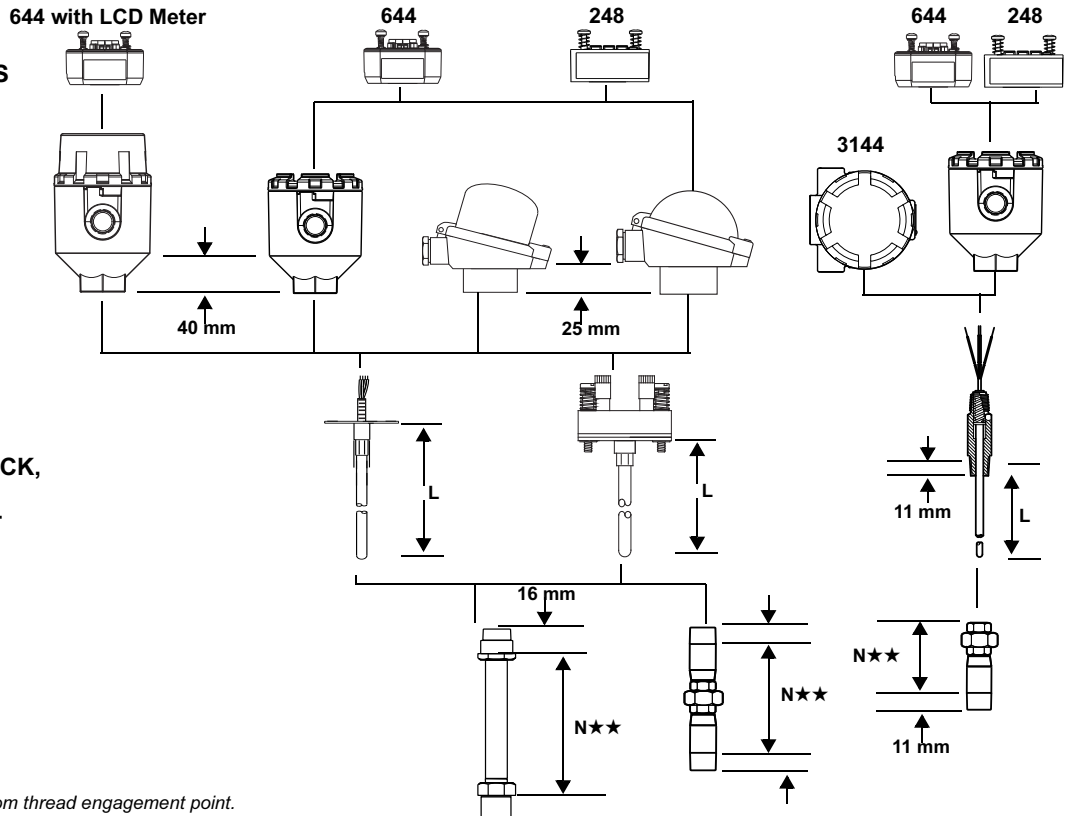 644 with LCD Meter
644
248
644
248
S
3144
40 mm
25 mm
CK,
L
L
11 mm
L
16 mm
N★★
N★★
N★★
11 mm
om thread engagement point.